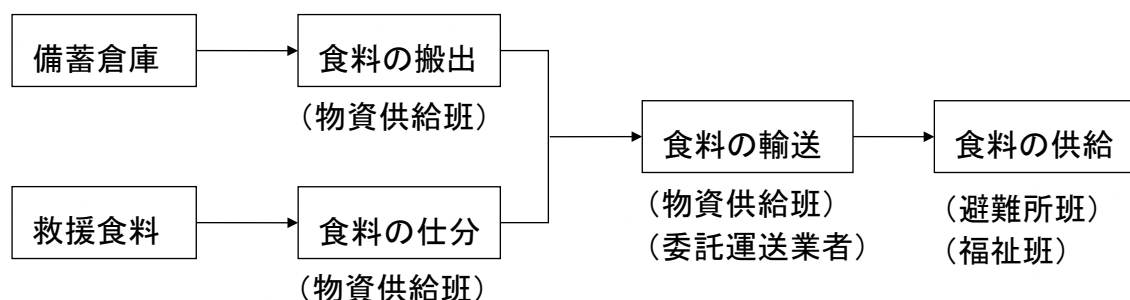 備蓄倉庫
食料の搬出
(物資供給班)
救援食料
食料の仕分
(物資供給班)
食料の輸送
(物資供給班)
(委託運送業者)
食料の供給
(避難所班)
(福祉班)